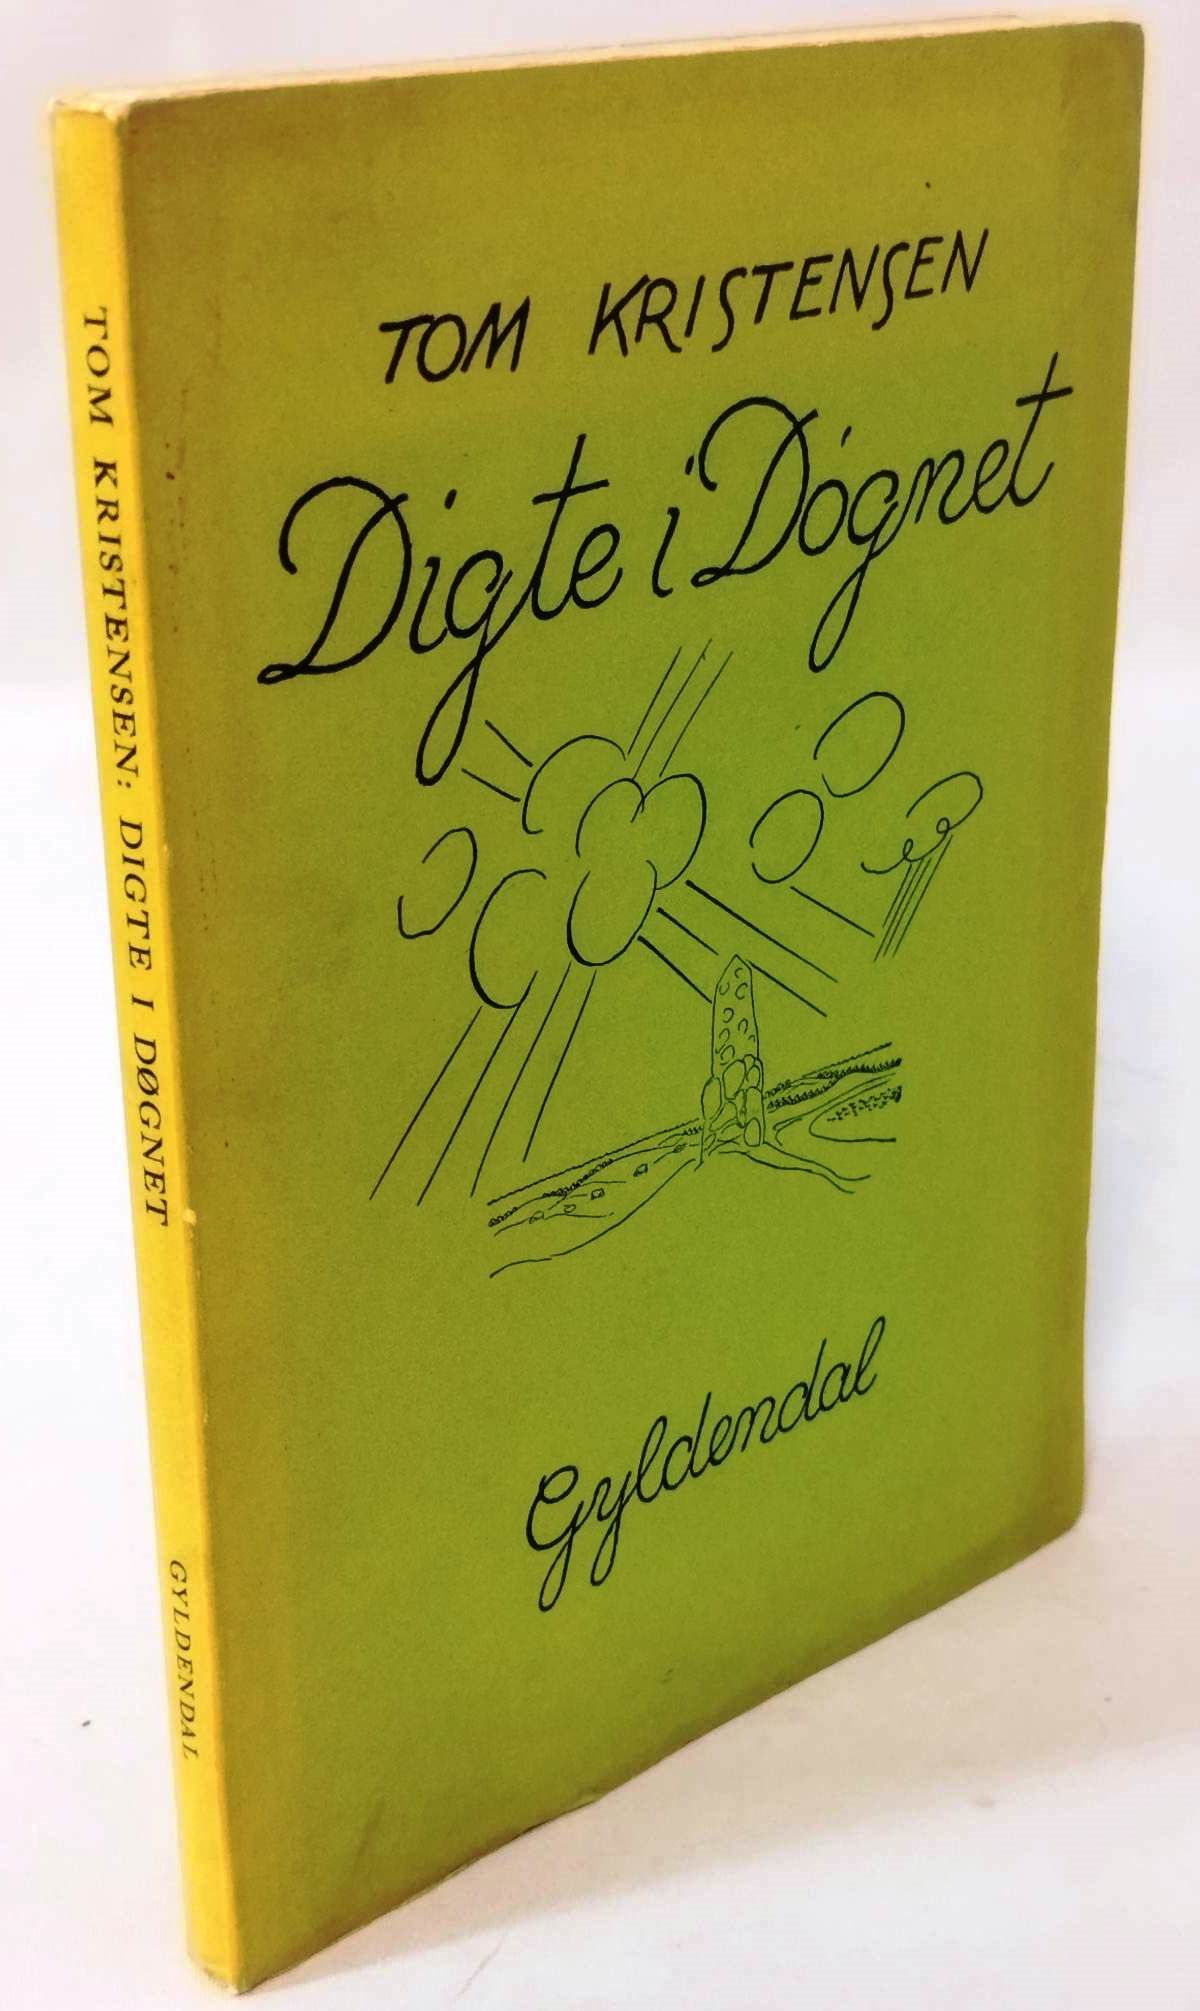 TOM KRISTENSEN
Digte i Døgnet
Gyldendal
TOM KRISTENSEN: DIGTE I DØGNET
GYLDENDAL